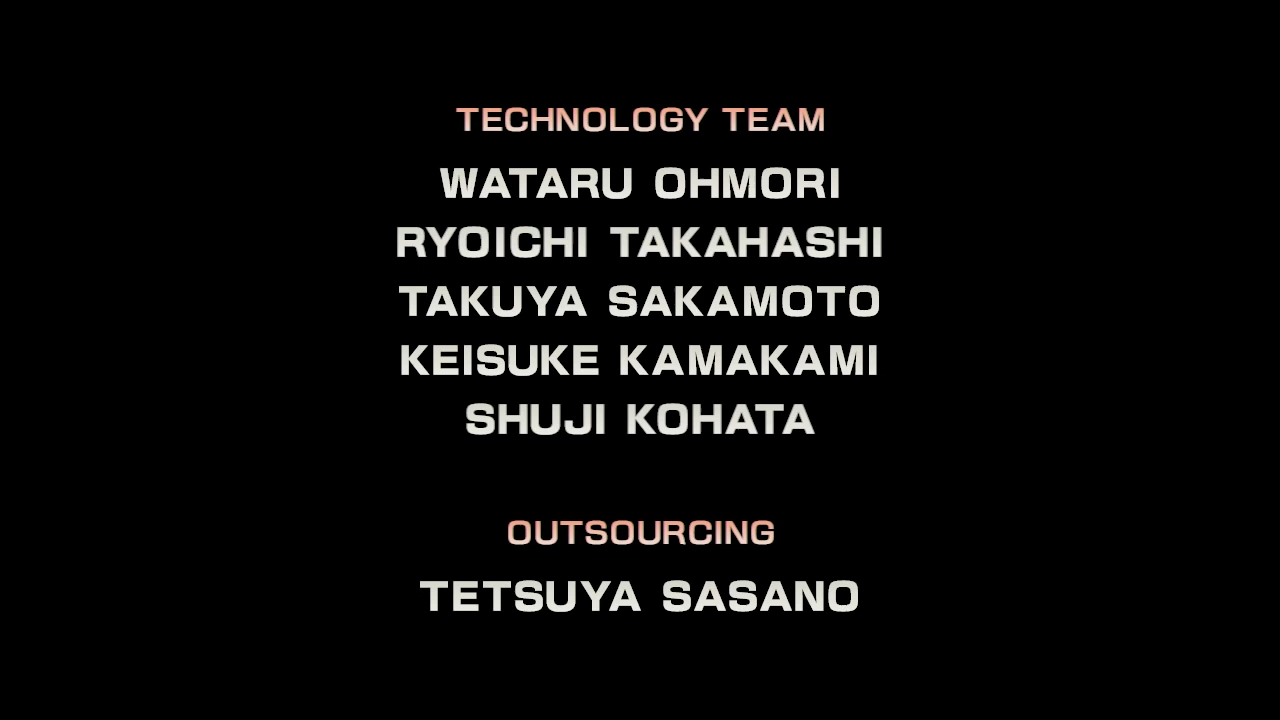 TECHNOLOGY TEAM
WATARU OHMORI
RYOICHI TAKAHASHI
TAKUYA SAKAMOTO
KEISUKE KAMAKAMI
SHUJI KOHATA
OUTSOURCING
TETSUYA SASANO